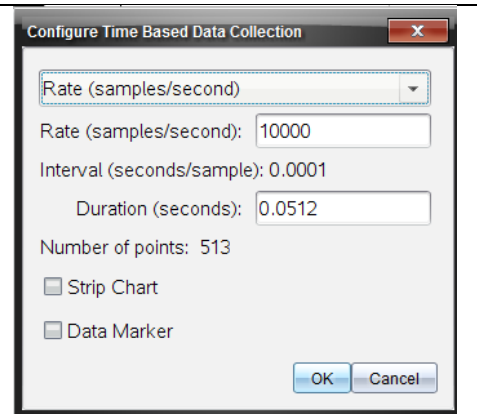 Configure Time Based Data Collection
Rate (samples/second)
Rate (samples/second): 10000
Interval (seconds/sample): 0.0001
Duration (seconds): 0.0512
Number of points: 513
Strip Chart
Data Marker
OK Cancel